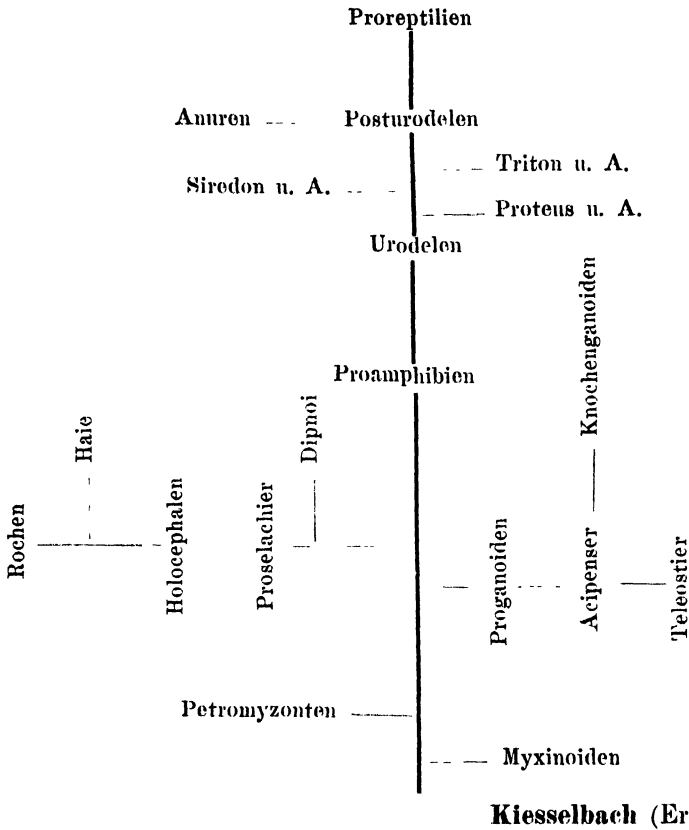 Proreptilien
Anuren
Posturodelen
Triton u. A.
Siredon u. A.
Proteus u. A.
Urodelen
Knochenganoiden
Proamphibien
Dipnoi
Haie
Rochen
Holocephalen
Proselachier
Proganoiden
Acipenser
Teleostier
Petromyzonten
Myxinoiden
Kiesselbach (Er